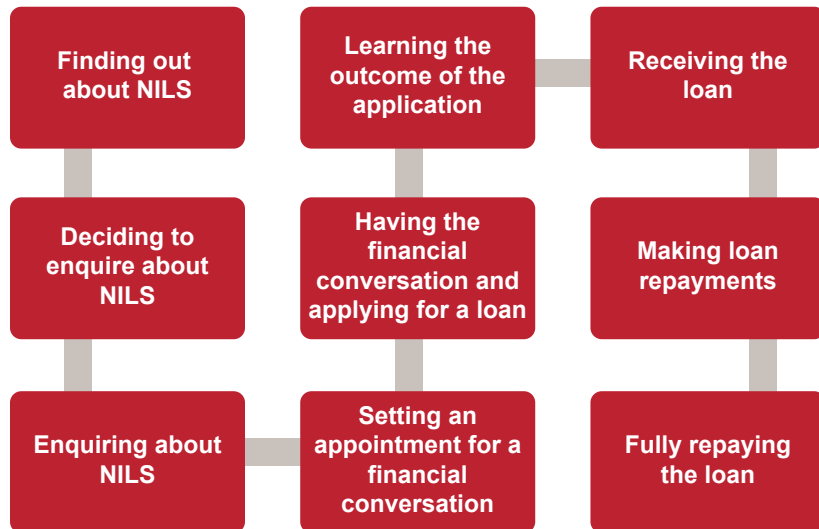 Finding out
about NILS
Deciding to
enquire about
NILS
Enquiring about
NILS
Setting an
appointment for a
financial
conversation
Having the
financial
conversation and
applying for a loan
Learning the
outcome of the
application
Receiving the
loan
Making loan
repayments
Fully repaying
the loan